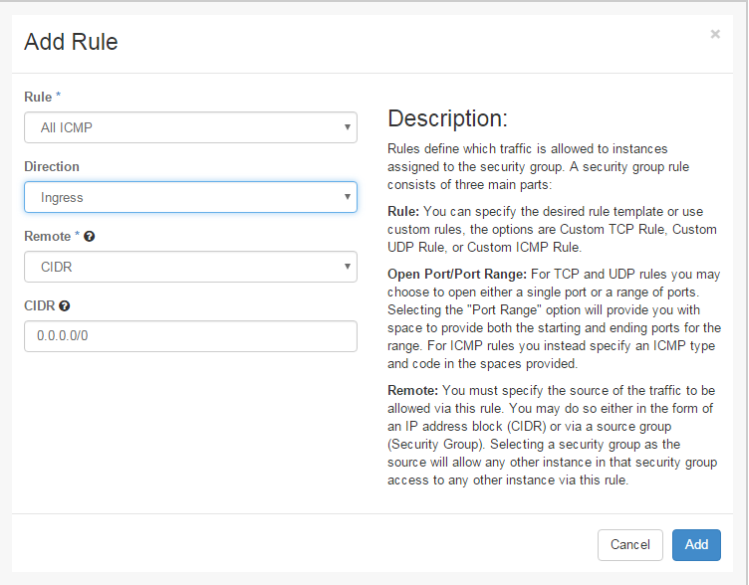 Add Rule
×
Rule *
All ICMP
Direction
Ingress
Remote *
CIDR
CIDR
0.0.0.0/0
Description:
Rules define which traffic is allowed to instances
assigned to the security group. A security group rule
consists of three main parts:
Rule: You can specify the desired rule template or use
custom rules, the options are Custom TCP Rule, Custom
UDP Rule, or Custom ICMP Rule.
Open Port/Port Range: For TCP and UDP rules you may
choose to open either a single port or a range of ports.
Selecting the "Port Range" option will provide you with
space to provide both the starting and ending ports for the
range. For ICMP rules you instead specify an ICMP type
and code in the spaces provided.
Remote: You must specify the source of the traffic to be
allowed via this rule. You may do so either in the form of
an IP address block (CIDR) or via a source group
(Security Group). Selecting a security group as the
source will allow any other instance in that security group
access to any other instance via this rule.
Cancel
Add